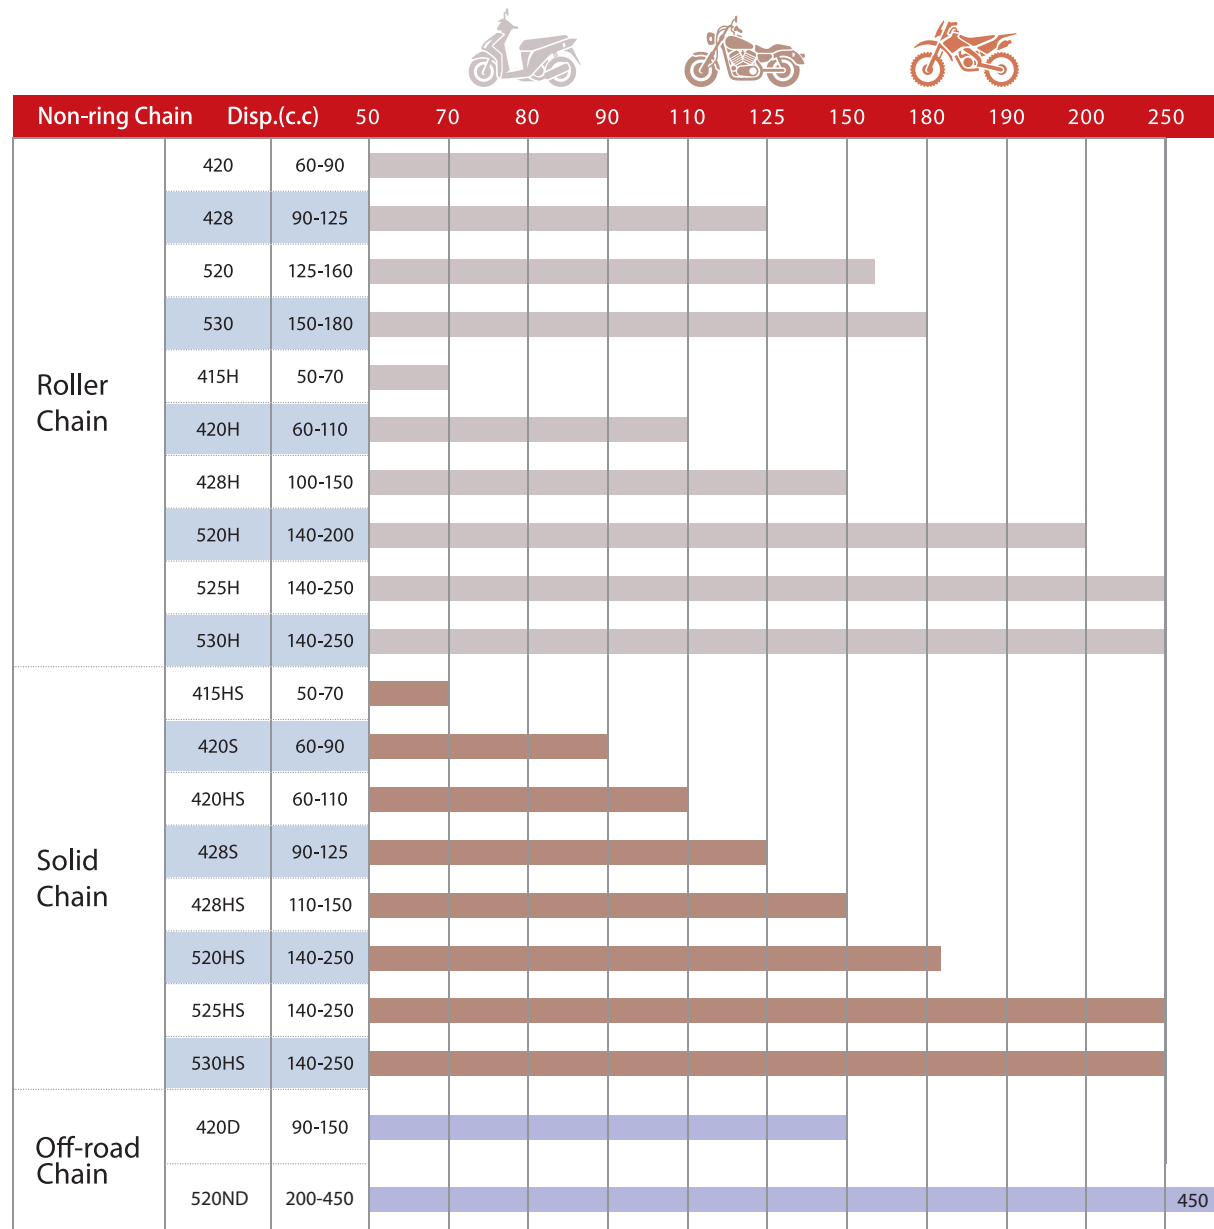 Non-ring Chain Disp.(c.c) 50 70 80 90 110 125 150 180 190 200 250
Roller
Chain
420 60-90
428 90-125
520 125-160
530 150-180
415H 50-70
420H 60-110
428H 100-150
520H 140-200
525H 140-250
530H 140-250
Solid
Chain
415HS 50-70
420S 60-90
420HS 60-110
428S 90-125
428HS 110-150
520HS 140-250
525HS 140-250
530HS 140-250
Off-road
Chain
420D 90-150
520ND 200-450 450